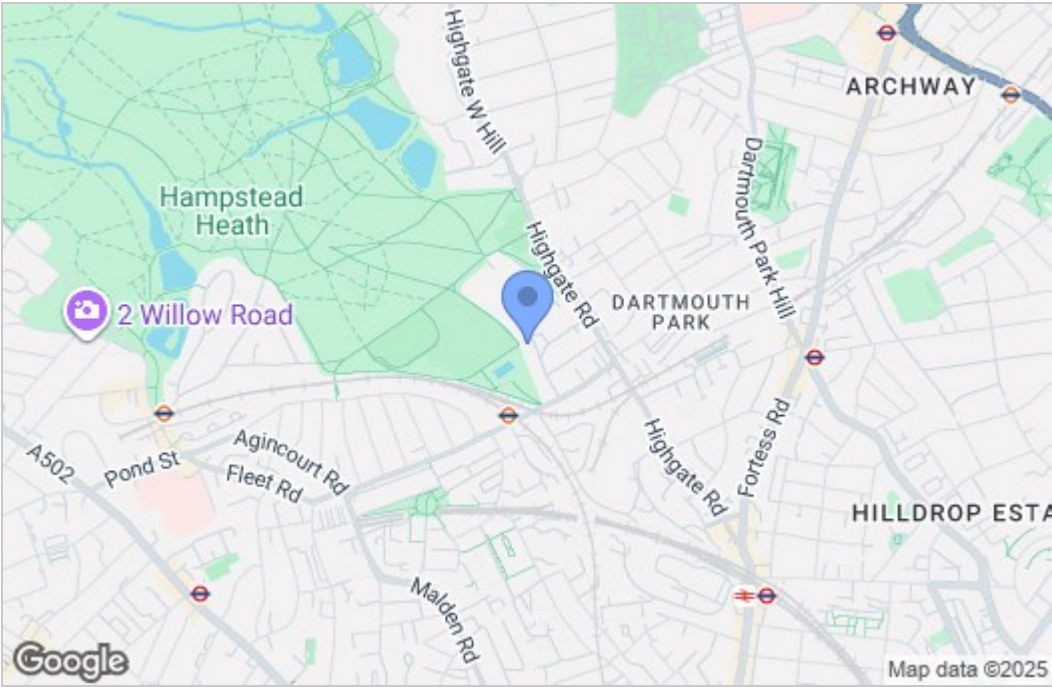 Highgate W Hill
ARCHWAY
Dartmouth Park Hill
Hampstead
Heath
Highgate Rd
DARTMOUTH
PARK
2 Willow Road
Fortess Rd
Agincourt Rd
Highgate Rd
A502
Pond St
Fleet Rd
HILLDROP ESTA
Malden Rd
Google
Map data ©2025